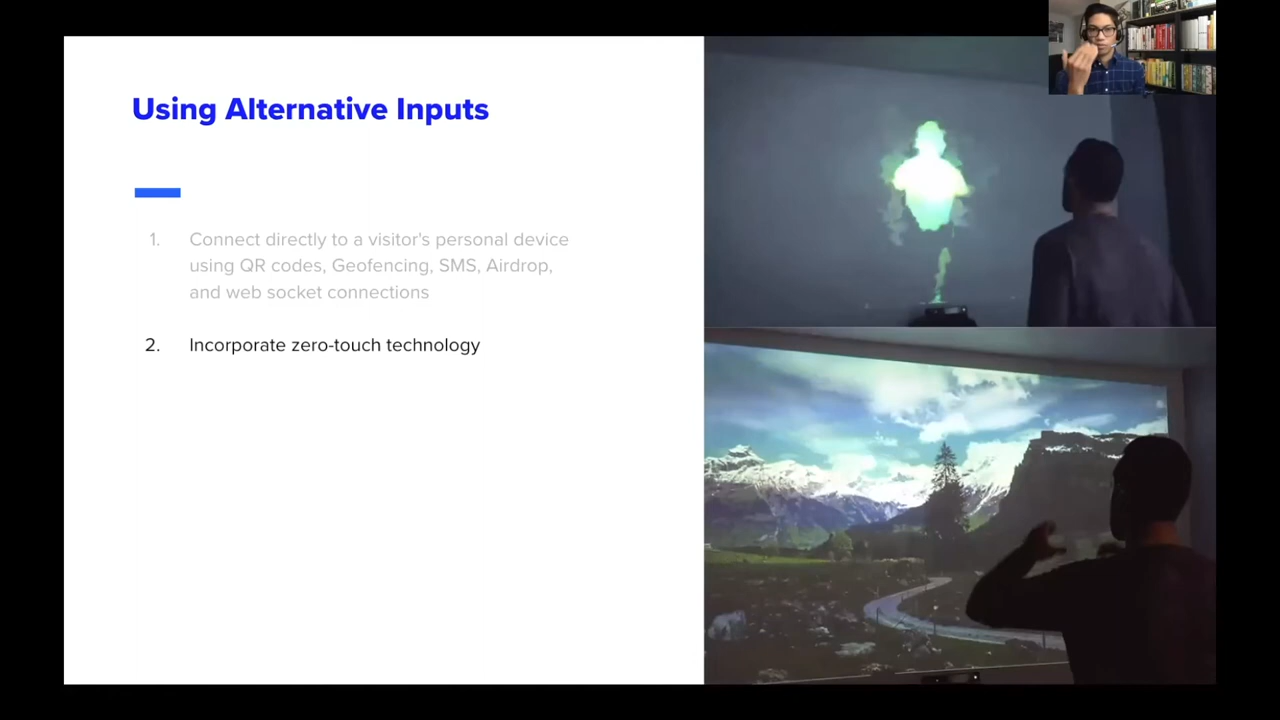 Using Alternative Inputs
1. Connect directly to a visitor's personal device
using QR codes, Geofencing, SMS, Airdrop,
and web socket connections
2. Incorporate zero-touch technology